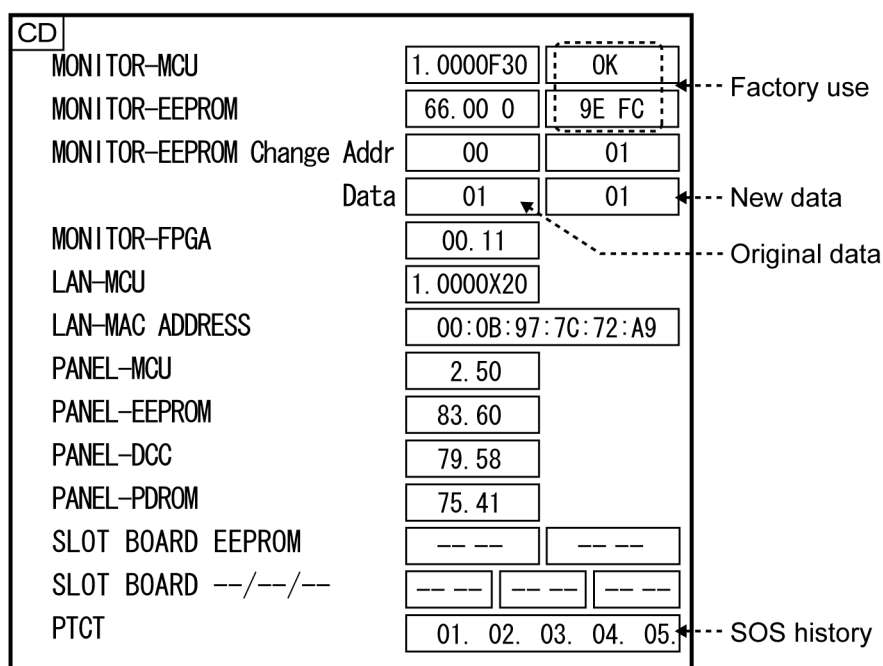 CD
MONITOR-MCU 1.0000F30 OK
Factory use
MONITOR-EEPROM 66.00 0 9E FC
MONITOR-EEPROM Change Addr 00 01
Data 01 01 New data
Original data
MONITOR-FPGA 00.11
LAN-MCU 1.0000X20
LAN-MAC ADDRESS 00:0B:97:7C:72:A9
PANEL-MCU 2.50
PANEL-EEPROM 83.60
PANEL-DCC 79.58
PANEL-PDROM 75.41
SLOT BOARD EEPROM -- -- -- --
SLOT BOARD --/--/-- -- -- -- -- -- --
PTCT 01. 02. 03. 04. 05. SOS history